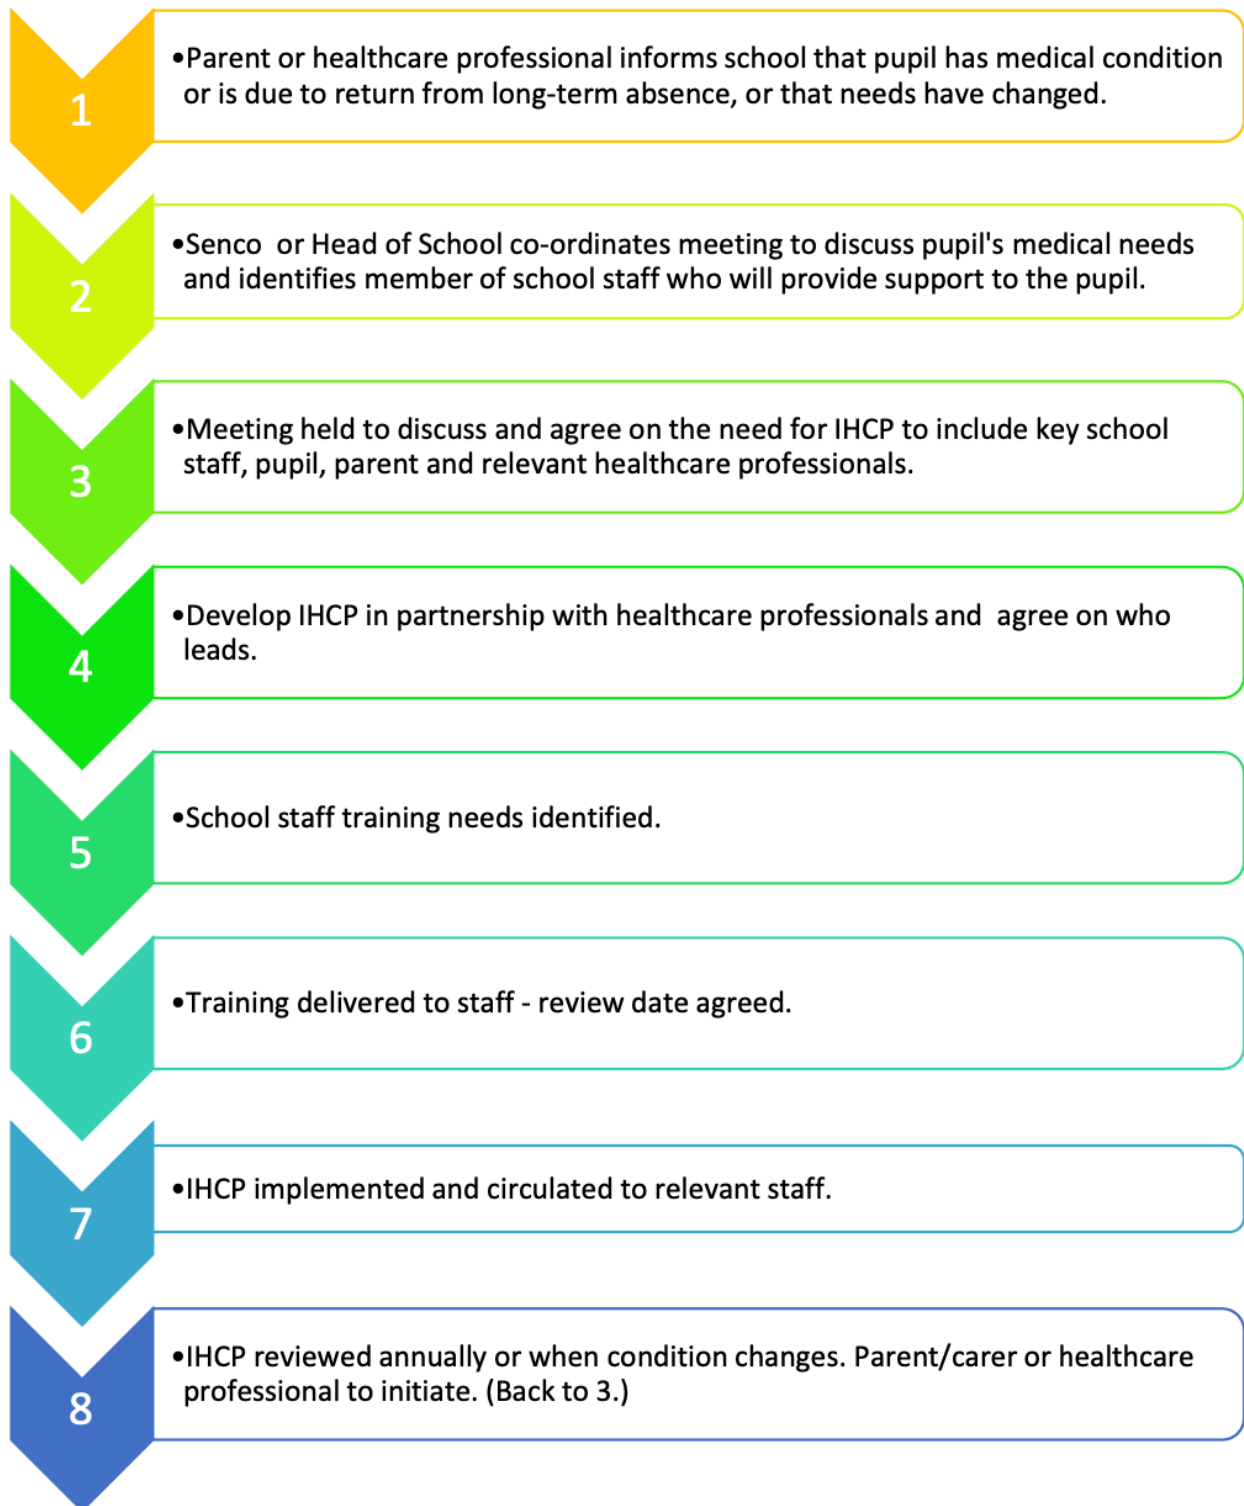 1
•Parent or healthcare professional informs school that pupil has medical condition
or is due to return from long-term absence, or that needs have changed.
2
•Senco  or Head of School co-ordinates meeting to discuss pupil's medical needs
and identifies member of school staff who will provide support to the pupil.
3
•Meeting held to discuss and agree on the need for IHCP to include key school
staff, pupil, parent and relevant healthcare professionals.
4
•Develop IHCP in partnership with healthcare professionals and  agree on who
leads.
5
•School staff training needs identified.
6
•Training delivered to staff - review date agreed.
7
•IHCP implemented and circulated to relevant staff.
8
•IHCP reviewed annually or when condition changes. Parent/carer or healthcare
professional to initiate. (Back to 3.)